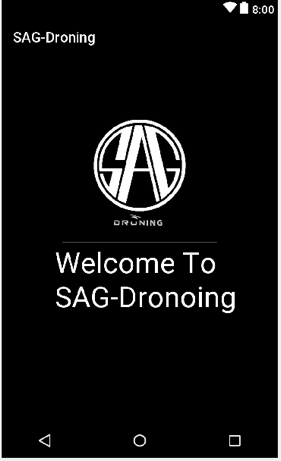 8:00
SAG-Droning
SAG
DRONING
Welcome To
SAG-Dronoing